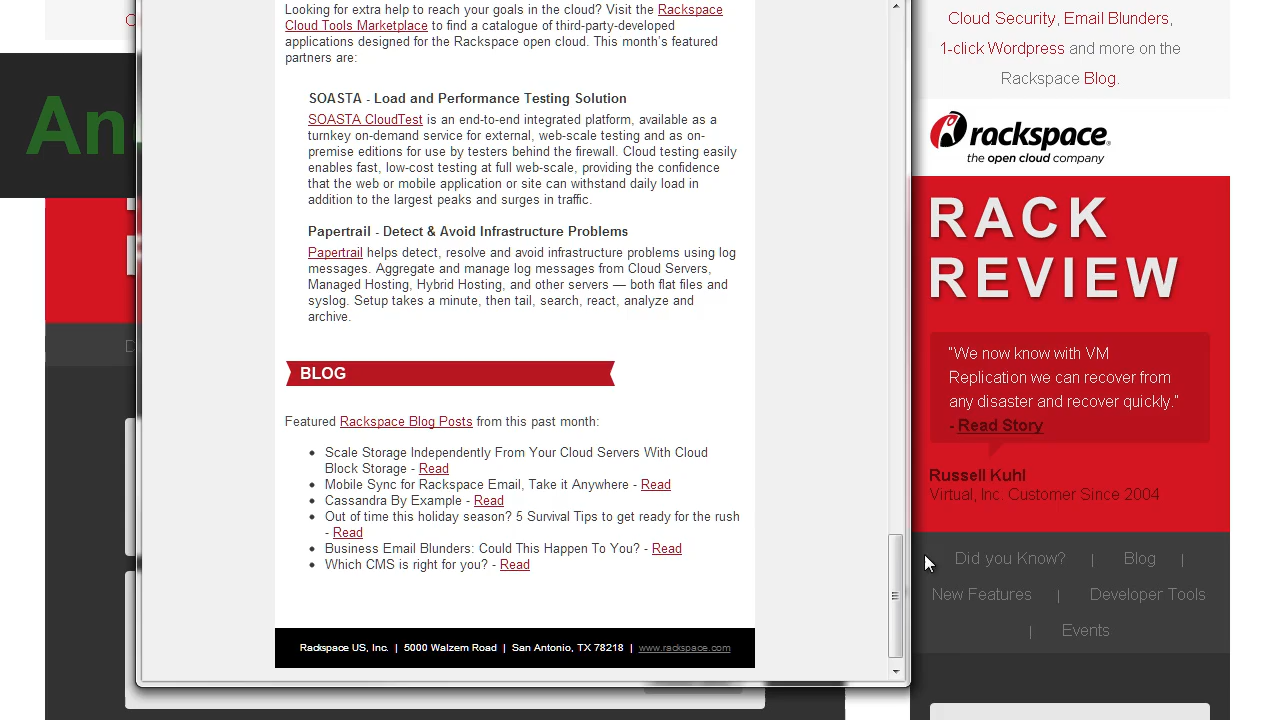 Looking for extra help to reach your goals in the cloud? Visit the Rackspace
Cloud Tools Marketplace to find a catalogue of third-party-developed
applications designed for the Rackspace open cloud. This month's featured
partners are:
SOASTA - Load and Performance Testing Solution
SOASTA CloudTest is an end-to-end integrated platform, available as a
turnkey on-demand service for external, web-scale testing and as on-
premise editions for use by testers behind the firewall. Cloud testing easily
enables fast, low-cost testing at full web-scale, providing the confidence
that the web or mobile application or site can withstand daily load in
addition to the largest peaks and surges in traffic.
Papertrail - Detect & Avoid Infrastructure Problems
Papertrail helps detect, resolve and avoid infrastructure problems using log
messages. Aggregate and manage log messages from Cloud Servers,
Managed Hosting, Hybrid Hosting, and other servers — both flat files and
syslog. Setup takes a minute, then tail, search, react, analyze and
archive.
BLOG
Featured Rackspace Blog Posts from this past month:
• Scale Storage Independently From Your Cloud Servers With Cloud
Block Storage - Read
• Mobile Sync for Rackspace Email, Take it Anywhere - Read
• Cassandra By Example - Read
• Out of time this holiday season? 5 Survival Tips to get ready for the rush
- Read
• Business Email Blunders: Could This Happen To You? - Read
• Which CMS is right for you? - Read
Rackspace US, Inc. | 5000 Walzem Road | San Antonio, TX 78218 | www.rackspace.com
Cloud Security, Email Blunders,
1-click Wordpress and more on the
Rackspace Blog.
rackspace®
the open cloud company
RACK
REVIEW
"We now know with VM
Replication we can recover from
any disaster and recover quickly."
- Read Story
Russell Kuhl
Virtual, Inc. Customer Since 2004
Did you Know? | Blog |
New Features | Developer Tools
| Events